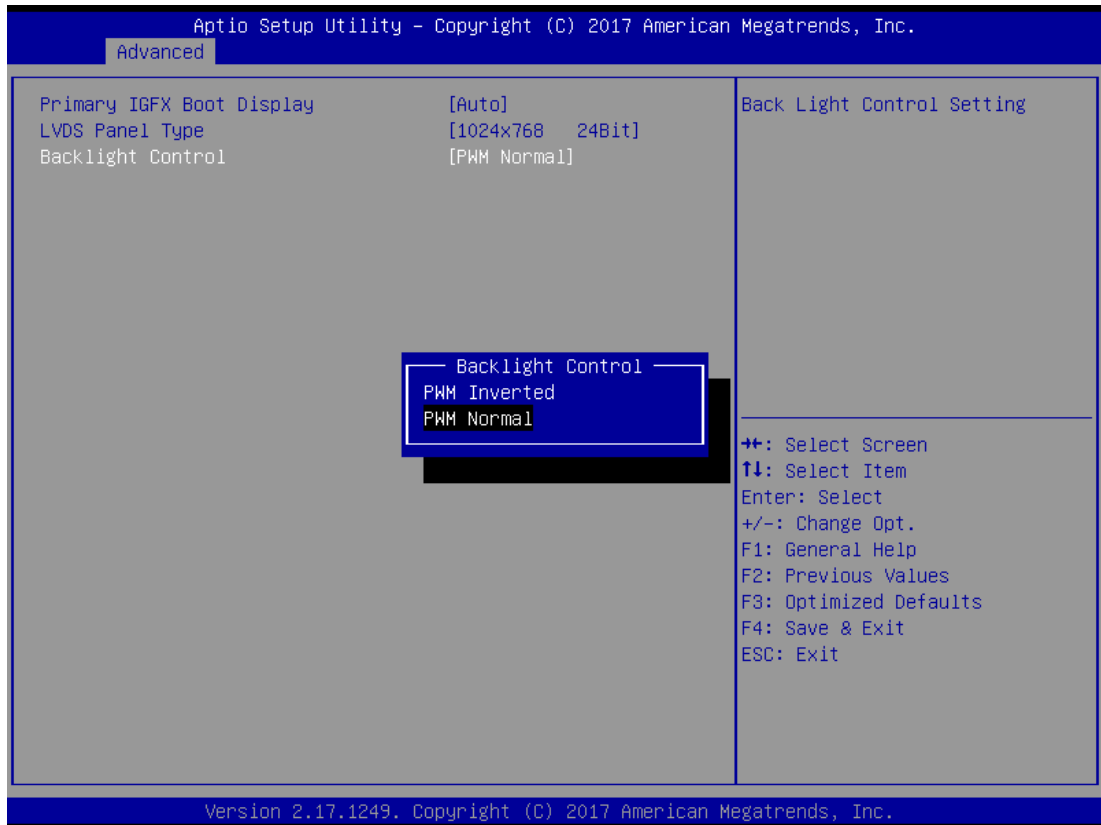 Aptio Setup Utility – Copyright (C) 2017 American Megatrends, Inc.
Advanced
Primary IGFX Boot Display [Auto]
LVDS Panel Type [1024x768 24Bit]
Backlight Control [PWM Normal]
Back Light Control Setting
Backlight Control
PWM Inverted
PWM Normal
→←: Select Screen
↑↓: Select Item
Enter: Select
+/-: Change Opt.
F1: General Help
F2: Previous Values
F3: Optimized Defaults
F4: Save & Exit
ESC: Exit
Version 2.17.1249. Copyright (C) 2017 American Megatrends, Inc.